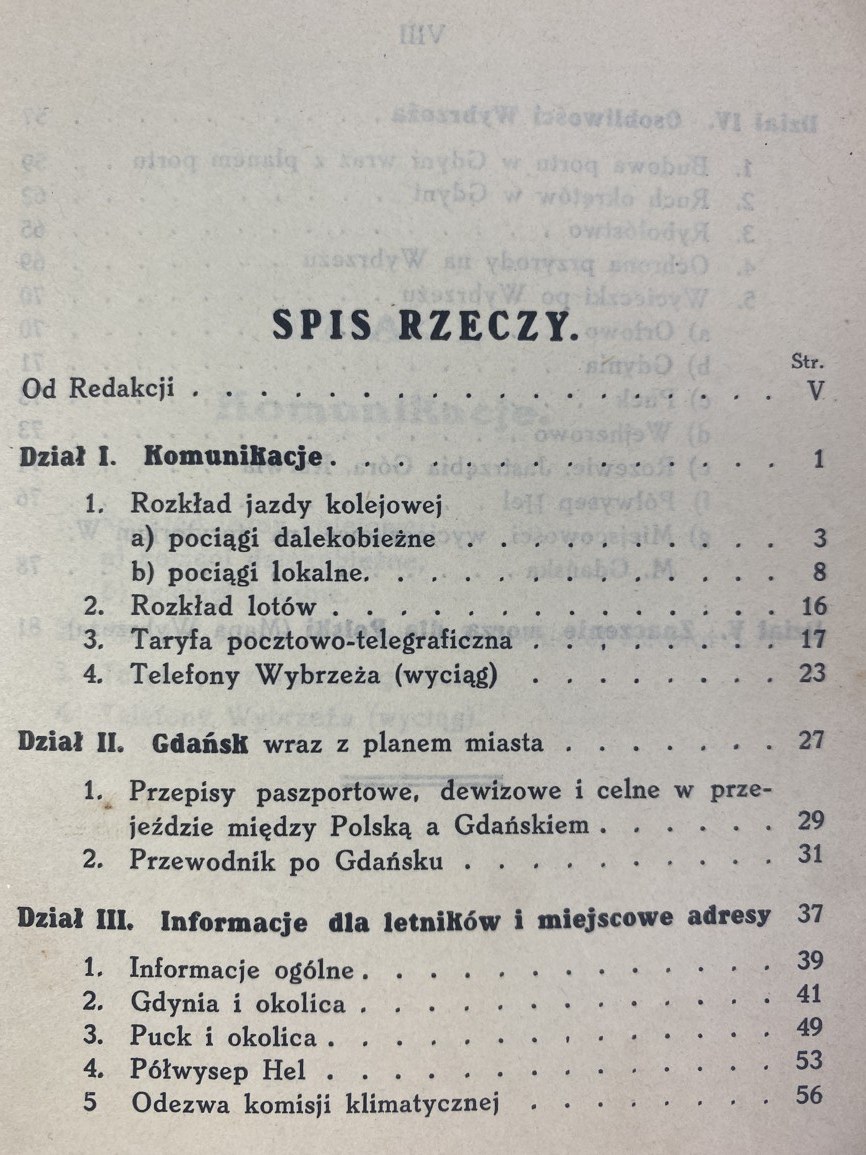 SPIS RZECZY.
Str.
Od Redakcji . . . . . . . . . . . . . . . . . V
Dział I. Komunikacje . . . . . . . . . . . . . . 1
1. Rozkład jazdy kolejowej
a) pociągi dalekobieżne . . . . . . . . . . 3
b) pociągi lokalne. . . . . . . . . . . . . 8
2. Rozkład lotów . . . . . . . . . . . . . . 16
3. Taryfa pocztowo-telegraficzna . . . . . . . . 17
4. Telefony Wybrzeża (wyciąg) . . . . . . . . 23
Dział II. Gdańsk wraz z planem miasta . . . . . . . 27
1. Przepisy paszportowe, dewizowe i celne w prze-
jeździe między Polską a Gdańskiem . . . . . . 29
2. Przewodnik po Gdańsku . . . . . . . . . . 31
Dział III. Informacje dla letników i miejscowe adresy 37
1. Informacje ogólne . . . . . . . . . . . . . 39
2. Gdynia i okolica . . . . . . . . . . . . . 41
3. Puck i okolica . . . . . . . . . . . . . . 49
4. Półwysep Hel . . . . . . . . . . . . . . 53
5 Odezwa komisji klimatycznej . . . . . . . . 56